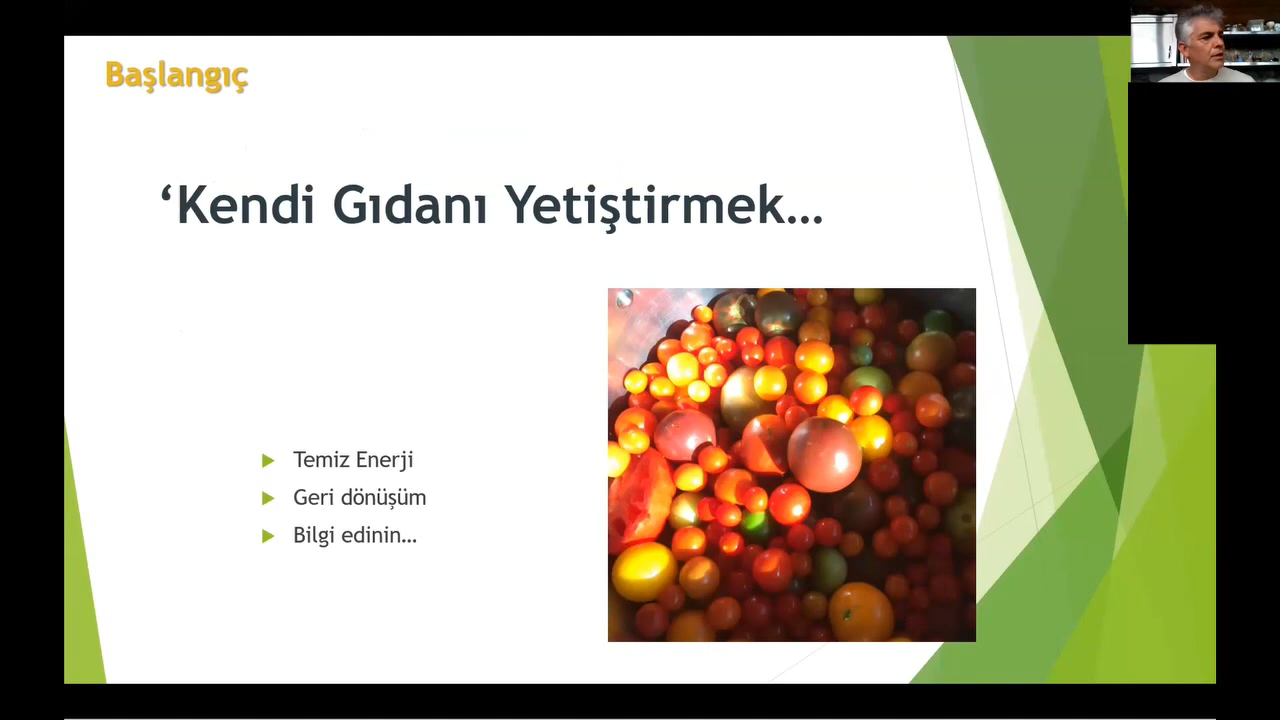 Başlangıç
‘Kendi Gıdanı Yetiştirmek…
Temiz Enerji
Geri dönüşüm
Bilgi edinin…